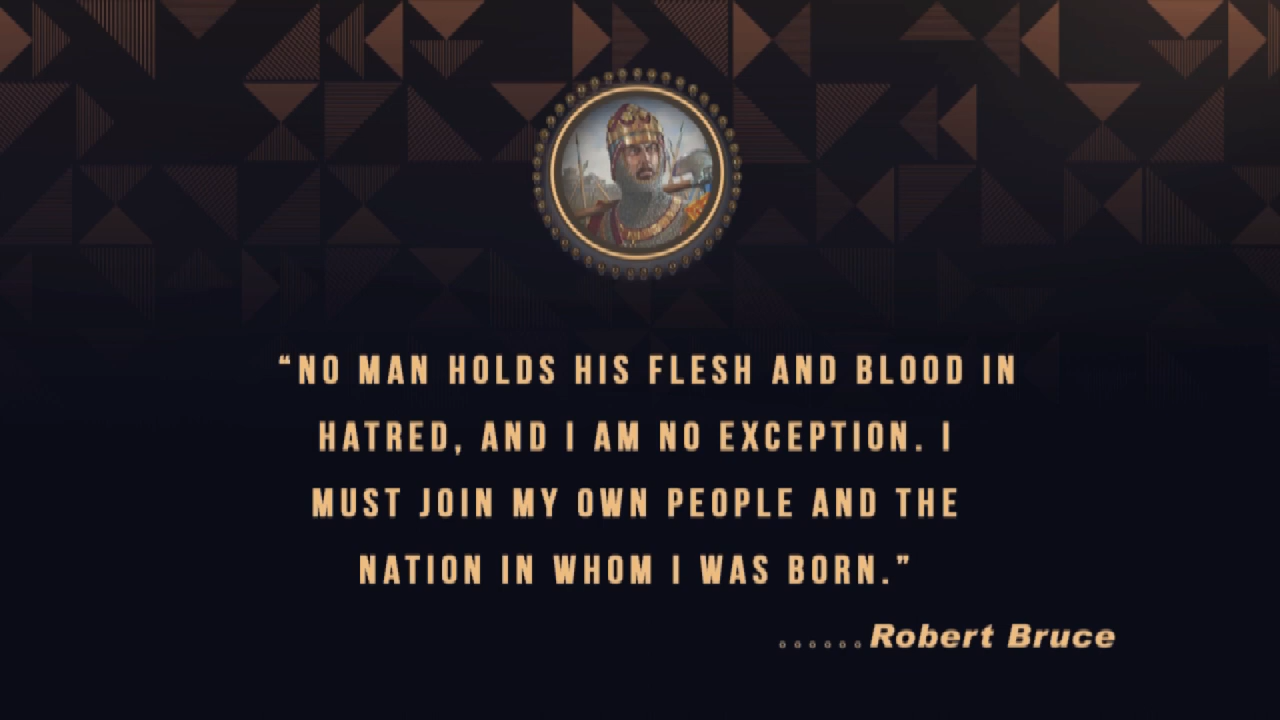 “NO MAN HOLDS HIS FLESH AND BLOOD IN
HATRED, AND I AM NO EXCEPTION. I
MUST JOIN MY OWN PEOPLE AND THE
NATION IN WHOM I WAS BORN.”
......Robert Bruce